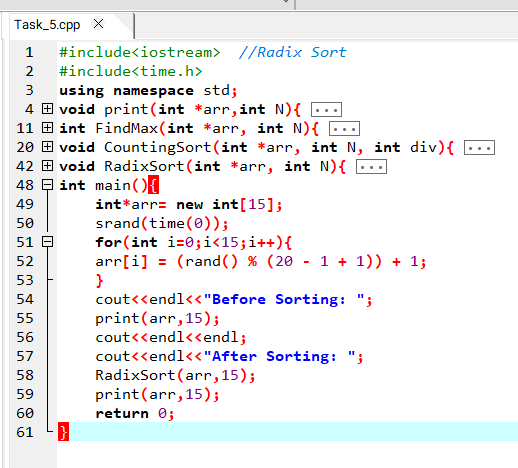 Task_5.cpp ×
1 #include<iostream> //Radix Sort
2 #include<time.h>
3 using namespace std;
4 void print(int *arr,int N){ ...
11 int FindMax(int *arr, int N){ ...
20 void CountingSort(int *arr, int N, int div){ ...
42 void RadixSort(int *arr, int N){ ...
48 int main(){
49 int*arr= new int[15];
50 srand(time(0));
51 for(int i=0;i<15;i++){
52 arr[i] = (rand() % (20 - 1 + 1)) + 1;
53 }
54 cout<<endl<<"Before Sorting: ";
55 print(arr,15);
56 cout<<endl<<endl;
57 cout<<endl<<"After Sorting: ";
58 RadixSort(arr,15);
59 print(arr,15);
60 return 0;
61 }